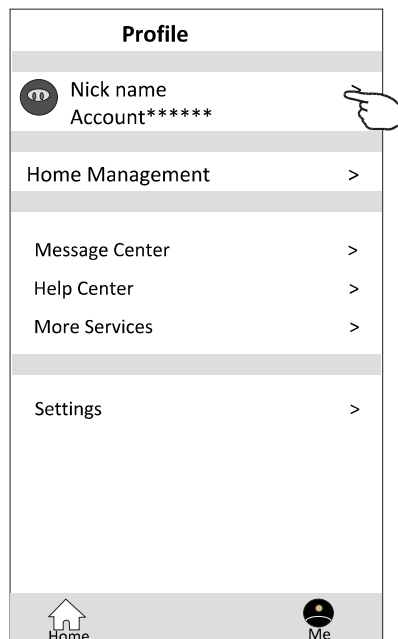 Profile
Nick name
Account******
Home Management >
Message Center >
Help Center >
More Services >
Settings >
Home Me